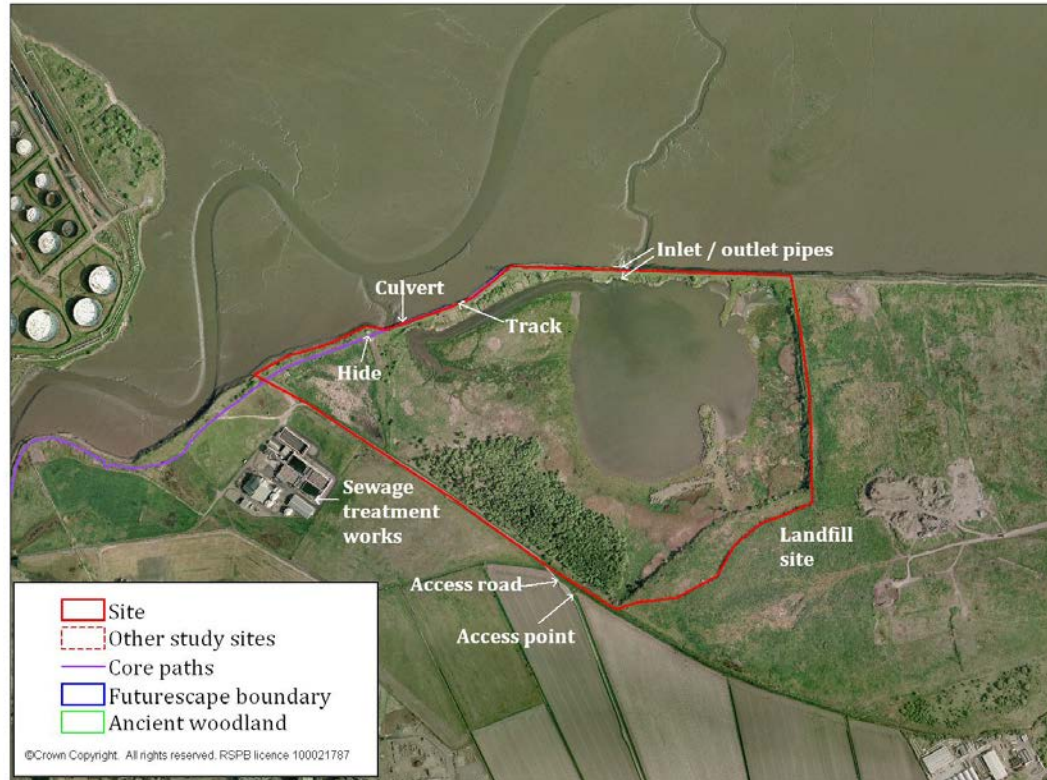 Inlet / outlet pipes
Culvert
Track
Hide
Sewage
treatment
works
Landfill
site
Access road
Access point
Site
Other study sites
Core paths
Futurescape boundary
Ancient woodland
©Crown Copyright. All rights reserved. RSPB licence 100021787